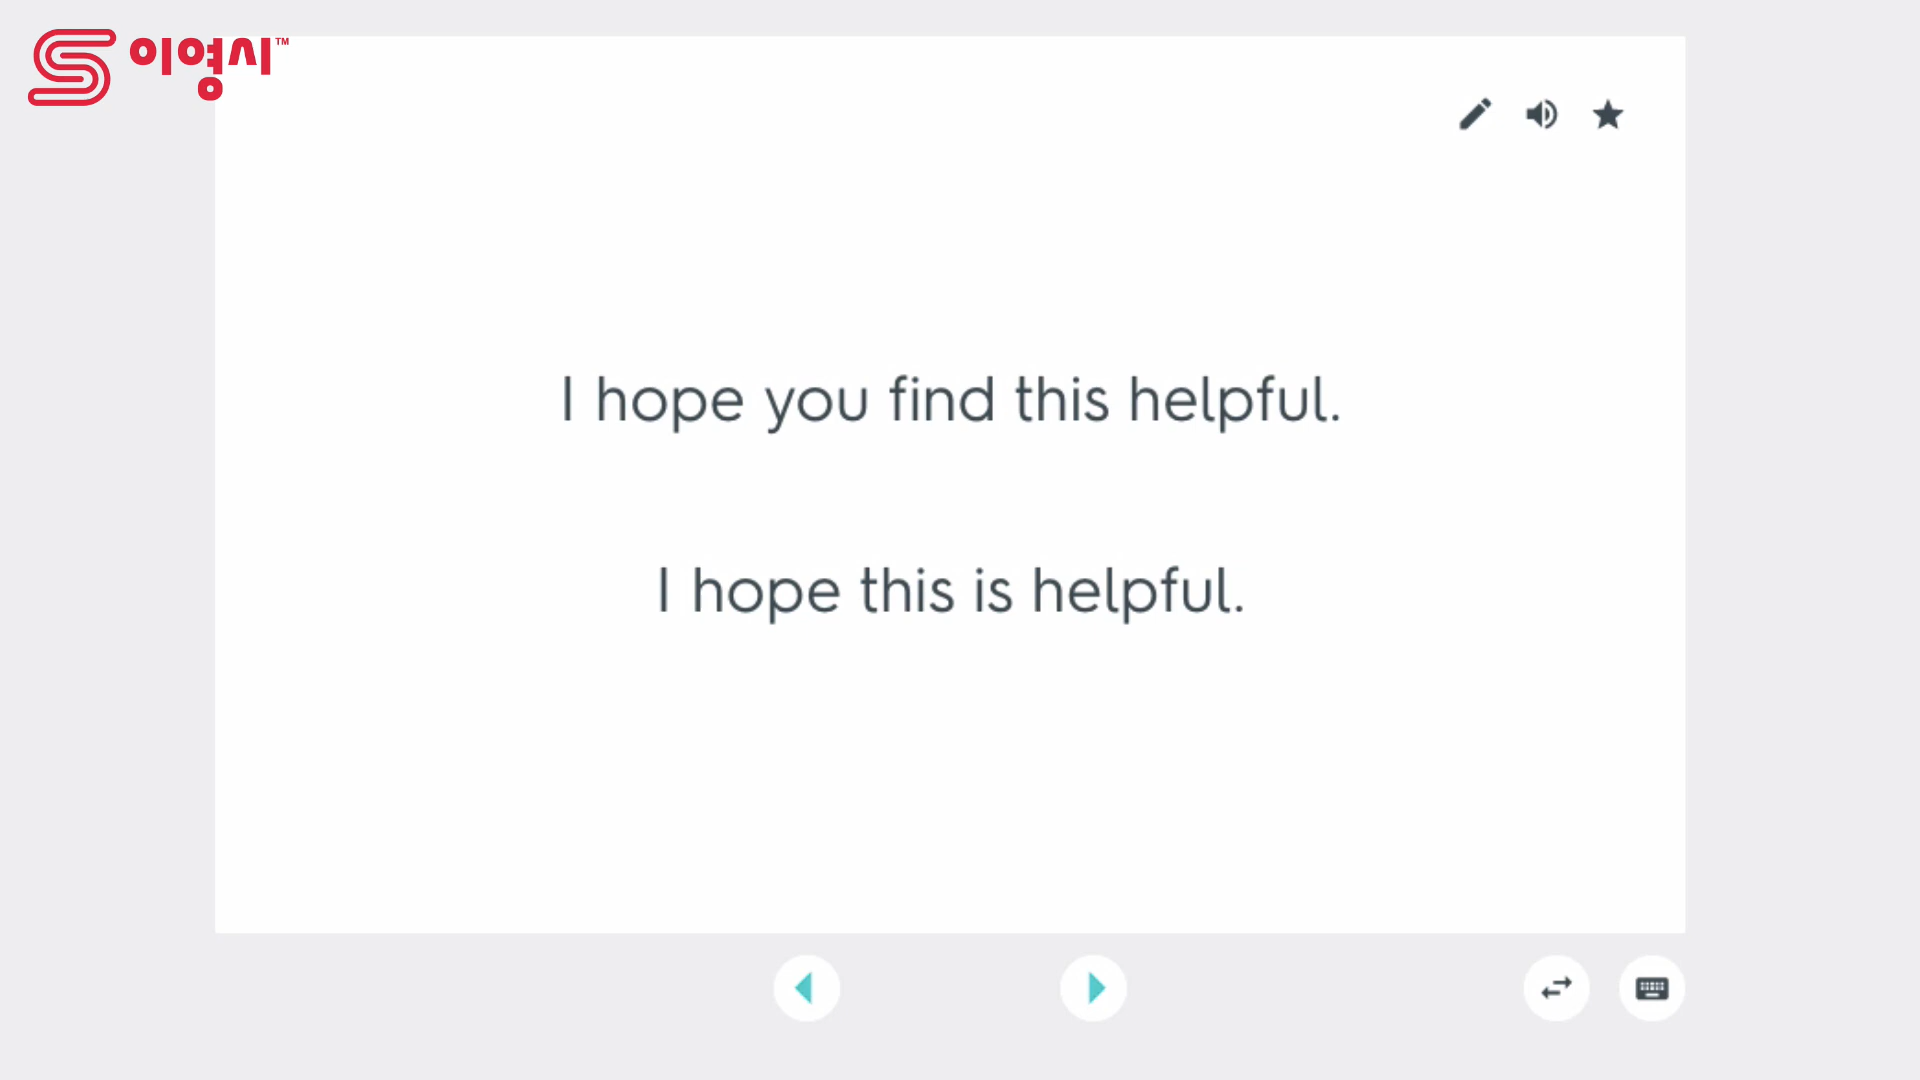 이영시™
I hope you find this helpful.
I hope this is helpful.